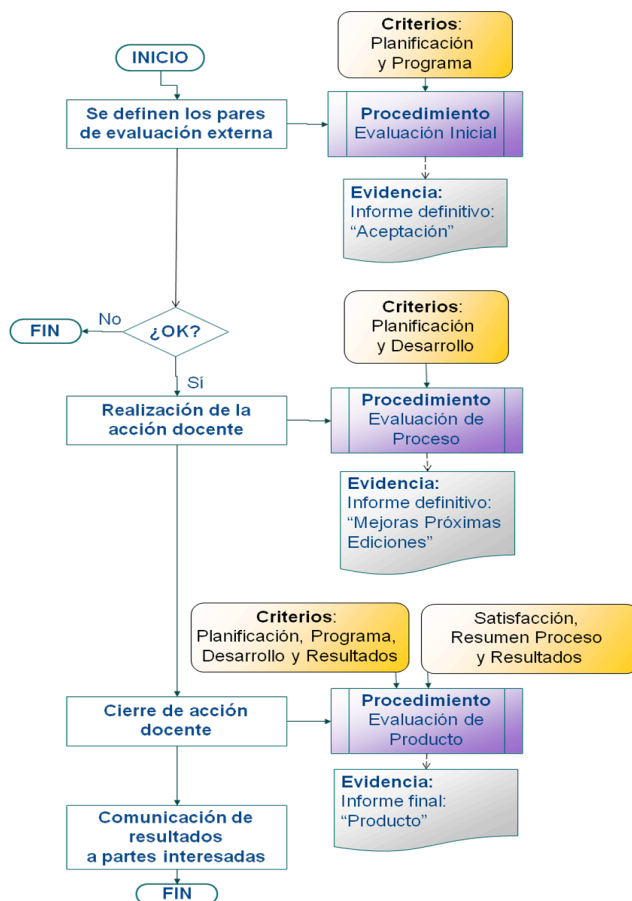 INICIO
Criterios:
Planificación
y Programa
Se definen los pares
de evaluación externa
Procedimiento
Evaluación Inicial
Evidencia:
Informe definitivo:
“Aceptación”
¿OK?
No
FIN
Sí
Criterios:
Planificación
y Desarrollo
Realización de la
acción docente
Procedimiento
Evaluación de
Proceso
Evidencia:
Informe definitivo:
“Mejoras Próximas
Ediciones”
Criterios:
Planificación, Programa,
Desarrollo y Resultados
Satisfacción,
Resumen Proceso
y Resultados
Cierre de acción
docente
Procedimiento
Evaluación de
Producto
Evidencia:
Informe final:
“Producto”
Comunicación de
resultados
a partes interesadas
FIN